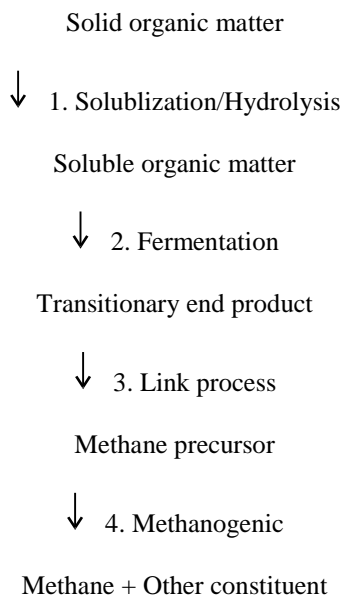 Solid organic matter
1. Solublization/Hydrolysis
Soluble organic matter
2. Fermentation
Transitionary end product
3. Link process
Methane precursor
4. Methanogenic
Methane + Other constituent